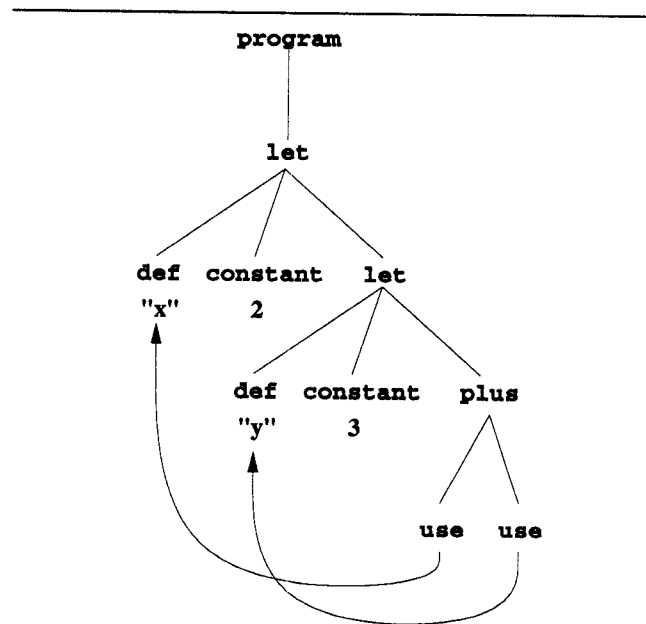 program
let
def constant let
"x" 2
def constant plus
"y" 3
use use